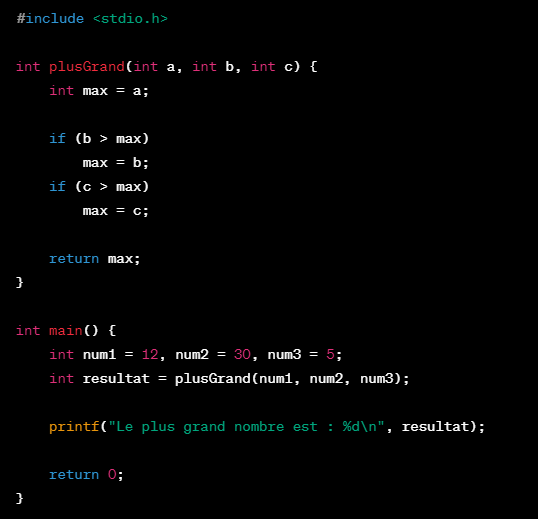 #include <stdio.h>
int plusGrand(int a, int b, int c) {
int max = a;
if (b > max)
max = b;
if (c > max)
max = c;
return max;
}
int main() {
int num1 = 12, num2 = 30, num3 = 5;
int resultat = plusGrand(num1, num2, num3);
printf("Le plus grand nombre est : %d\n", resultat);
return 0;
}